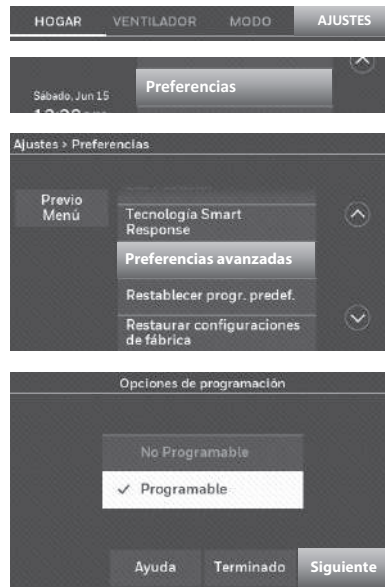 HOGAR VENTILADOR MODO AJUSTES
Preferencias
Sábado, Jun 15
Ajustes > Preferencias
Previo
Menú
Tecnología Smart
Response
Preferencias avanzadas
Restablecer progr. predef.
Restaurar configuraciones
de fábrica
Opciones de programación
No Programable
✓ Programable
Ayuda Terminado Siguiente